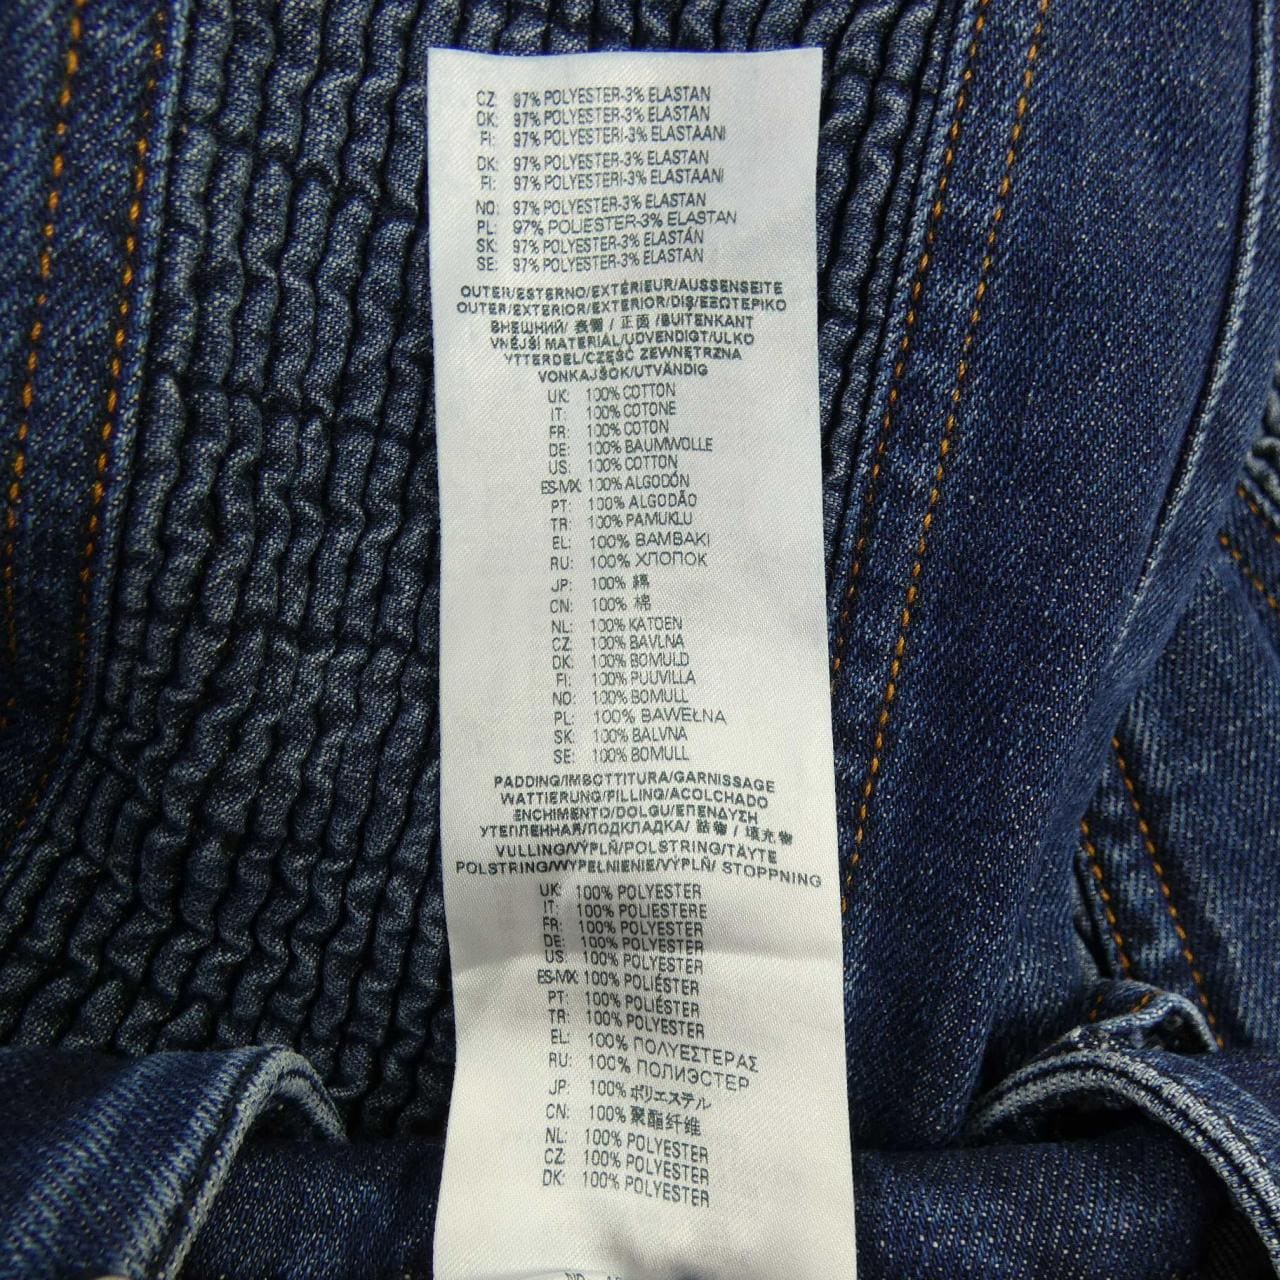 CZ: 97% POLYESTER-3% ELASTAN
DK: 97% POLYESTER-3% ELASTAN
FI: 97% POLYESTERI-3% ELASTAANI
DK: 97% POLYESTER-3% ELASTAN
FI: 97% POLYESTERI-3% ELASTAANI
NO: 97% POLYESTER-3% ELASTAN
PL: 97% POLIESTER-3% ELASTAN
SK: 97% POLYESTER-3% ELASTÁN
SE: 97% POLYESTER-3% ELASTAN
OUTER/ESTERNO/EXTÉRIEUR/AUSSENSEITE
OUTER/EXTERIOR/EXTERIOR/DIŞ/ΕΞΩΤΕΡΙΚΟ
ВНЕШНИЙ/ 表側 / 正面 /BUITENKANT
VNĚJŠÍ MATERIÁL/UDVENDIGT/ULKO
YTTERDEL/CZĘŚĆ ZEWNĘTRZNA
VONKAJŠOK/UTVÄNDIG
UK: 100% COTTON
IT: 100% COTONE
FR: 100% COTON
DE: 100% BAUMWOLLE
US: 100% COTTON
ES-MX: 100% ALGODÓN
PT: 100% ALGODÃO
TR: 100% PAMUKLU
EL: 100% ΒΑΜΒΑΚΙ
RU: 100% ХЛОПОК
JP: 100% 綿
CN: 100% 棉
NL: 100% KATOEN
CZ: 100% BAVLNA
DK: 100% BOMULD
FI: 100% PUUVILLA
NO: 100% BOMULL
PL: 100% BAWEŁNA
SK: 100% BALVNA
SE: 100% BOMULL
PADDING/IMBOTTITURA/GARNISSAGE
WATTIERUNG/FILLING/ACOLCHADO
ENCHIMENTO/DOLGU/ΕΠΕΝΔΥΣΗ
УТЕПЛЕННАЯ/ПОДКЛАДКА/ 詰物 / 填充物
VULLING/VÝPLŇ/POLSTRING/TÄYTE
POLSTRING/WYPEŁNIENIE/VÝPLŇ/ STOPPNING
UK: 100% POLYESTER
IT: 100% POLIESTERE
FR: 100% POLYESTER
DE: 100% POLYESTER
US: 100% POLYESTER
ES-MX: 100% POLIÉSTER
PT: 100% POLIÉSTER
TR: 100% POLYESTER
EL: 100% ΠΟΛΥΕΣΤΕΡΑΣ
RU: 100% ПОЛИЭСТЕР
JP: 100% ポリエステル
CN: 100% 聚酯纤维
NL: 100% POLYESTER
CZ: 100% POLYESTER
DK: 100% POLYESTER